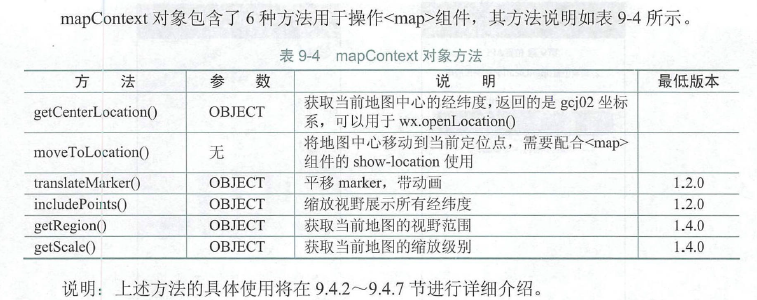 mapContext 对象包含了 6 种方法用于操作<map>组件，其方法说明如表 9-4 所示。
表 9-4 mapContext 对象方法
方 法 参 数 说 明 最低版本
getCenterLocation() OBJECT 获取当前地图中心的经纬度，返回的是 gcj02 坐标
系，可以用于 wx.openLocation()
moveToLocation() 无 将地图中心移动到当前定位点，需要配合<map>
组件的 show-location 使用
translateMarker() OBJECT 平移 marker，带动画 1.2.0
includePoints() OBJECT 缩放视野展示所有经纬度 1.2.0
getRegion() OBJECT 获取当前地图的视野范围 1.4.0
getScale() OBJECT 获取当前地图的缩放级别 1.4.0
说明：上述方法的具体使用将在 9.4.2～9.4.7 节进行详细介绍。